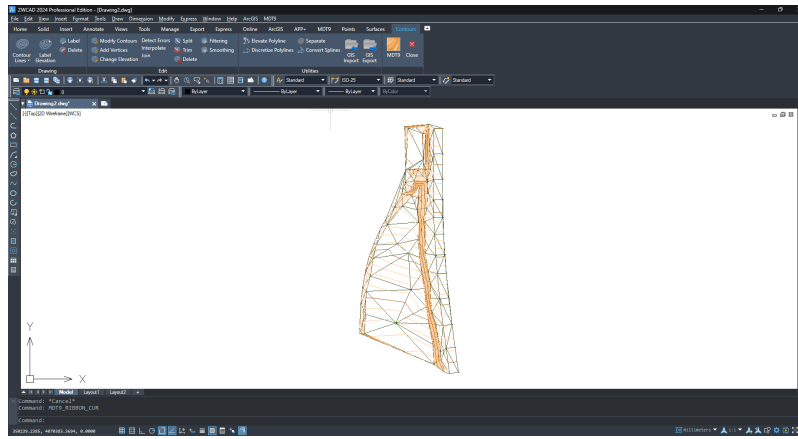 ZWCAD 2024 Professional Edition - [Drawing2.dwg]
File Edit View Insert Format Tools Draw Dimension Modify Express Window Help ArcGIS MDT9
Home Solid Insert Annotate Views Tools Manage Export Express Online ArcGIS APP+ MDT9 Points Surfaces Contours
Contour Lines
Label Elevation
Label
Delete
Drawing
Modify Contours
Add Vertices
Change Elevation
Detect Errors
Interpolate
Join
Split
Trim
Delete
Filtering
Smoothing
Edit
Elevate Polyline
Discretize Polylines
Separate
Convert Splines
GIS Import
GIS Export
Utilities
MDT9
Close
Standard ISO-25 Standard Standard
0 ByLayer ByLayer ByLayer ByColor
Drawing2.dwg*
[-][Top][2D Wireframe][WCS]
Y
X
Model Layout1 Layout2 +
Command: *Cancel*
Command: MDT9_RIBBON_CUR
Command:
Millimeters 1:1